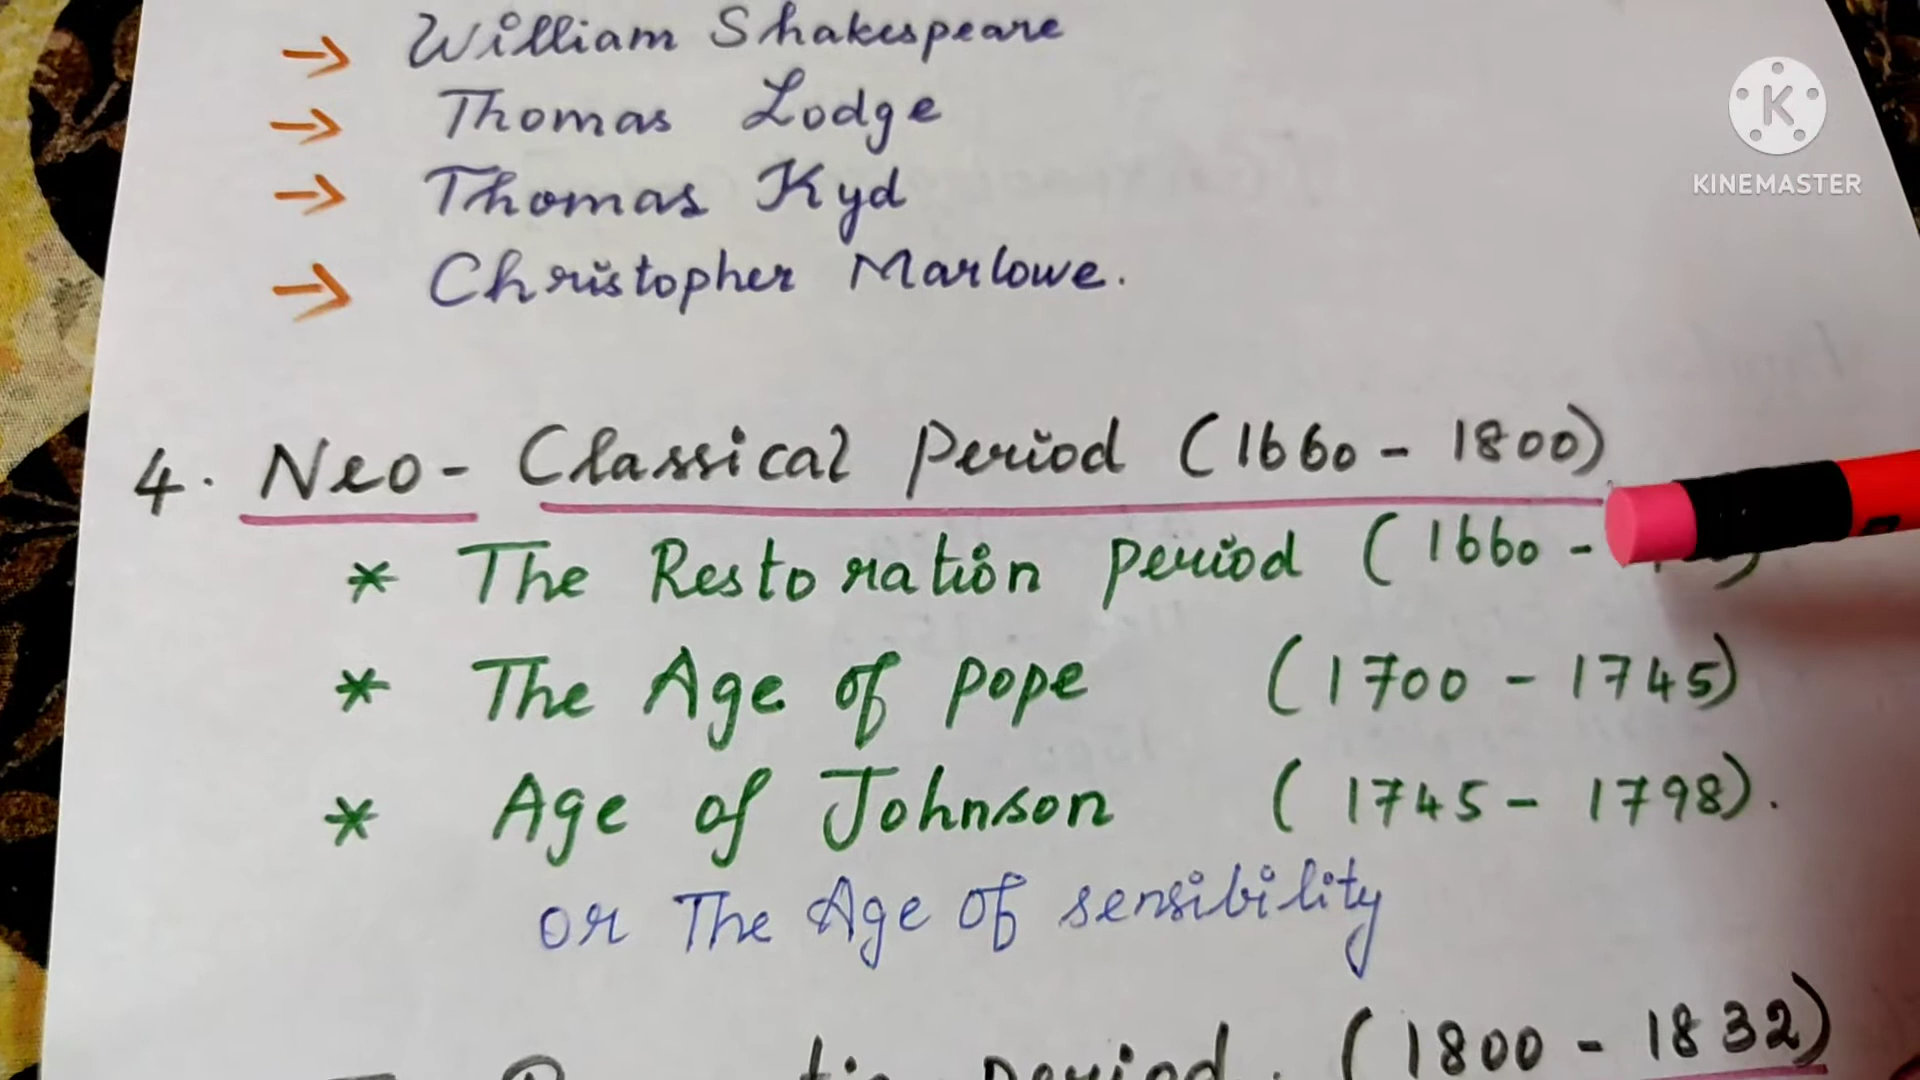 → William Shakespeare
→ Thomas Lodge
→ Thomas Kyd
→ Christopher Marlowe.
KINEMASTER
4. Neo-Classical Period (1660 - 1800)
* The Restoration Period (1660 -
* The Age of Pope (1700 - 1745)
* Age of Johnson (1745 - 1798).
or The Age of sensibility
period. (1800 - 1832)